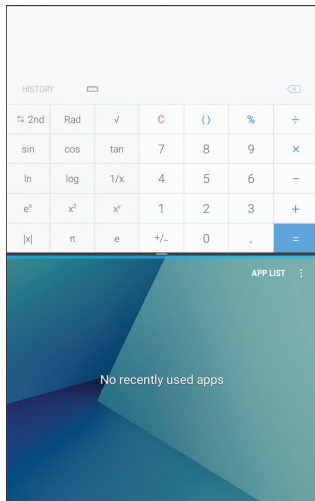 HISTORY
⇆ 2nd Rad √ C () % ÷
sin cos tan 7 8 9 ×
ln log 1/x 4 5 6 −
eˣ x² xʸ 1 2 3 +
|x| π e +/− 0 . =
APP LIST
No recently used apps